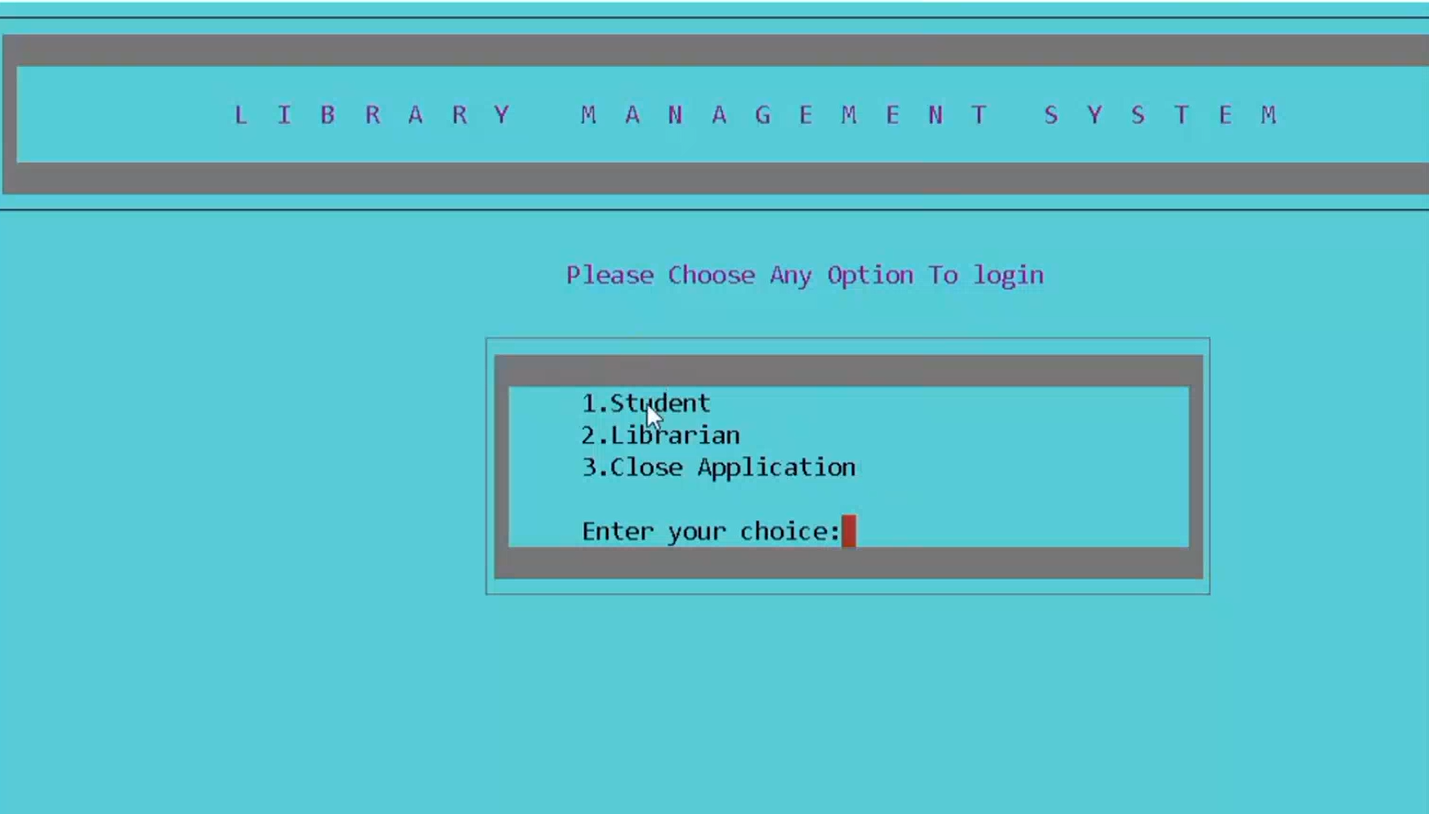 L I B R A R Y   M A N A G E M E N T   S Y S T E M
Please Choose Any Option To login
1.Student
2.Librarian
3.Close Application
Enter your choice: